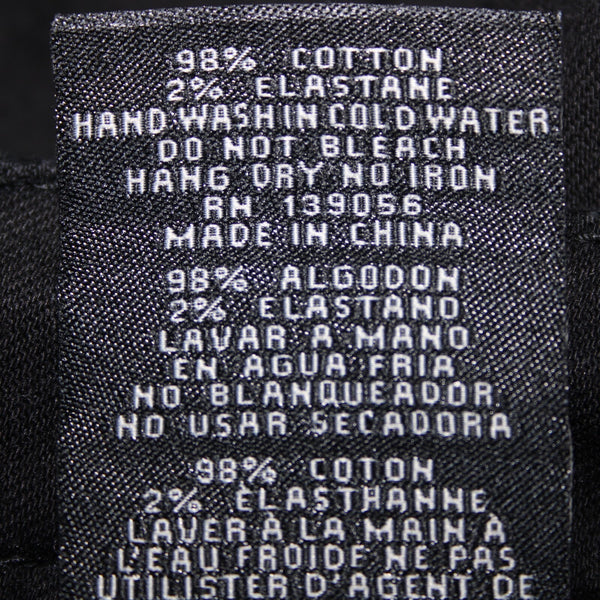 98% COTTON
2% ELASTANE
HAND WASH IN COLD WATER
DO NOT BLEACH
HANG DRY NO IRON
RN 139056
MADE IN CHINA
98% ALGODON
2% ELASTANO
LAVAR A MANO
EN AGUA FRIA
NO BLANQUEADOR
NO USAR SECADORA
98% COTON
2% ÉLASTHANNE
LAVER À LA MAIN À
L'EAU FROIDE NE PAS
UTILISTER D'AGENT DE